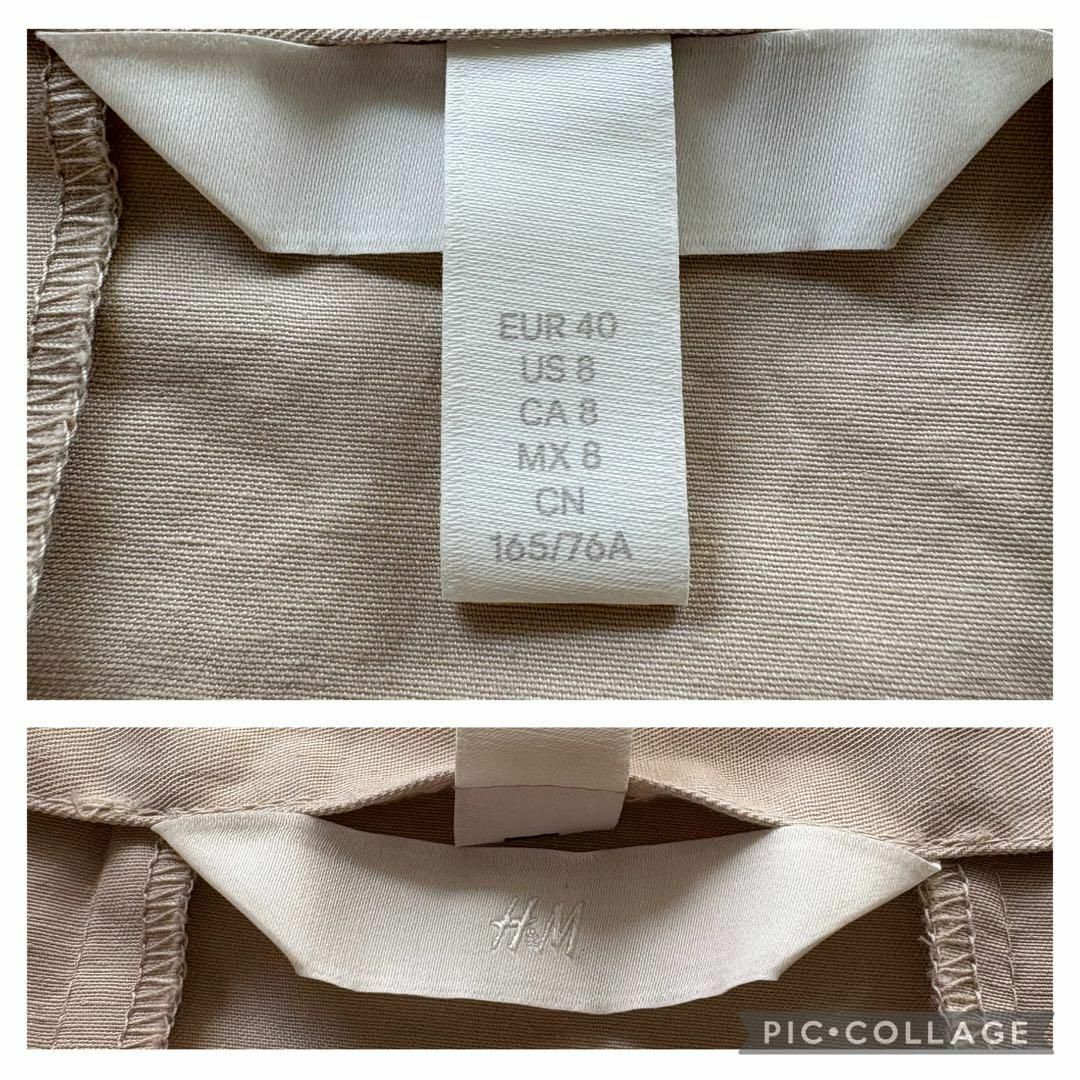 EUR 40
US 8
CA 8
MX 8
CN
165/76A
H&M
PIC•COLLAGE